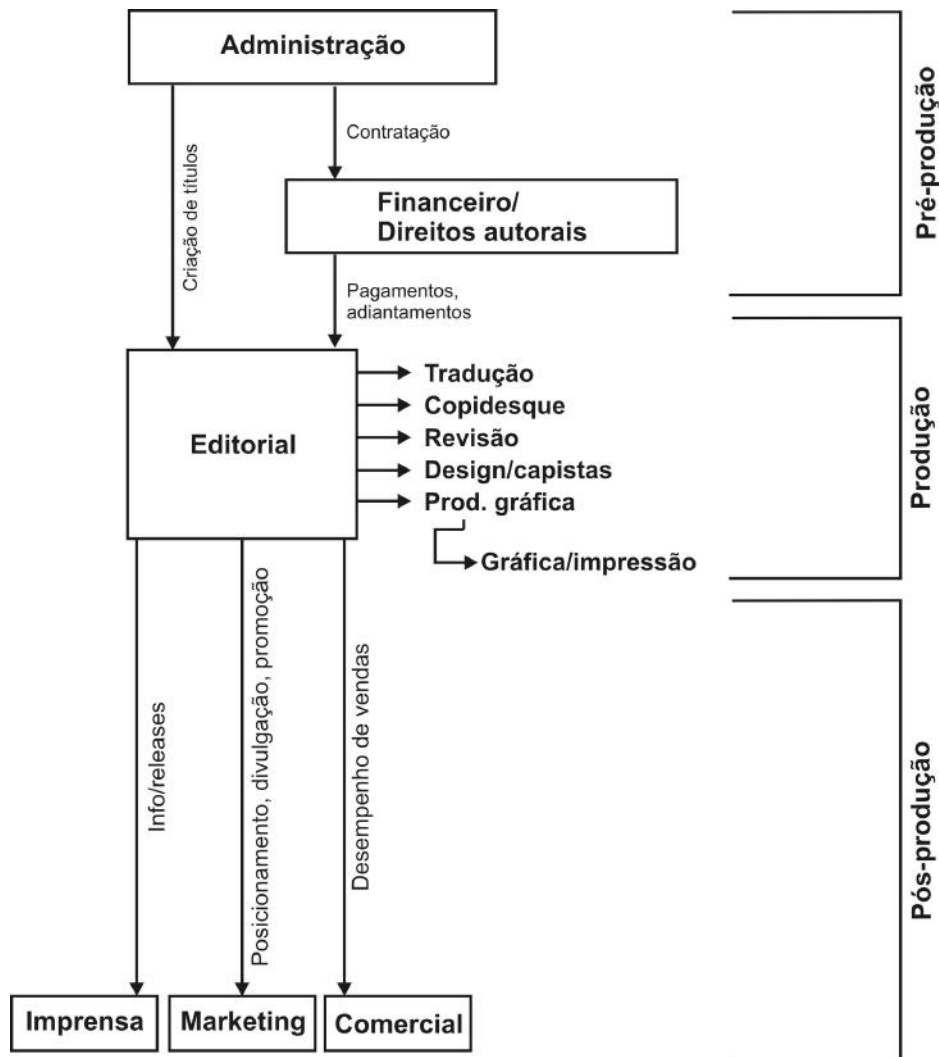 Administração
Pré-produção
Criação de títulos
Contratação
Financeiro/
Direitos autorais
Pagamentos,
adiantamentos
Editorial
Tradução
Copidesque
Revisão
Design/capistas
Prod. gráfica
Gráfica/impressão
Produção
Info/releases
Posicionamento, divulgação, promoção
Desempenho de vendas
Pós-produção
Imprensa
Marketing
Comercial